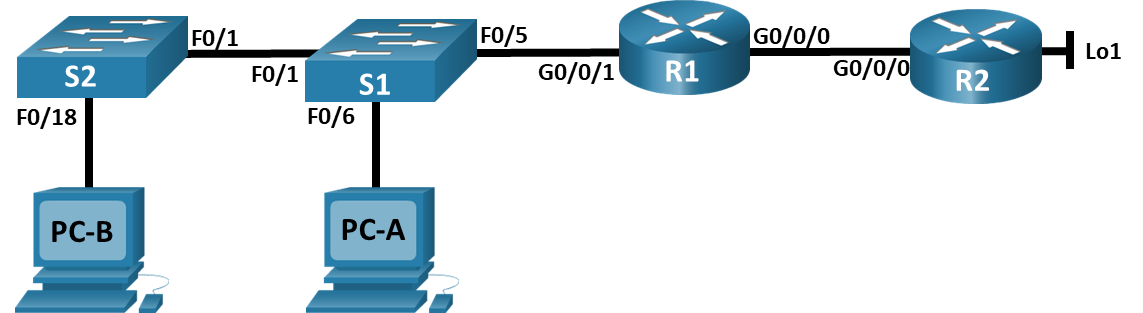 F0/1
S2
F0/18
PC-B
F0/1
S1
F0/5
F0/6
PC-A
G0/0/1
R1
G0/0/0
G0/0/0
R2
Lo1